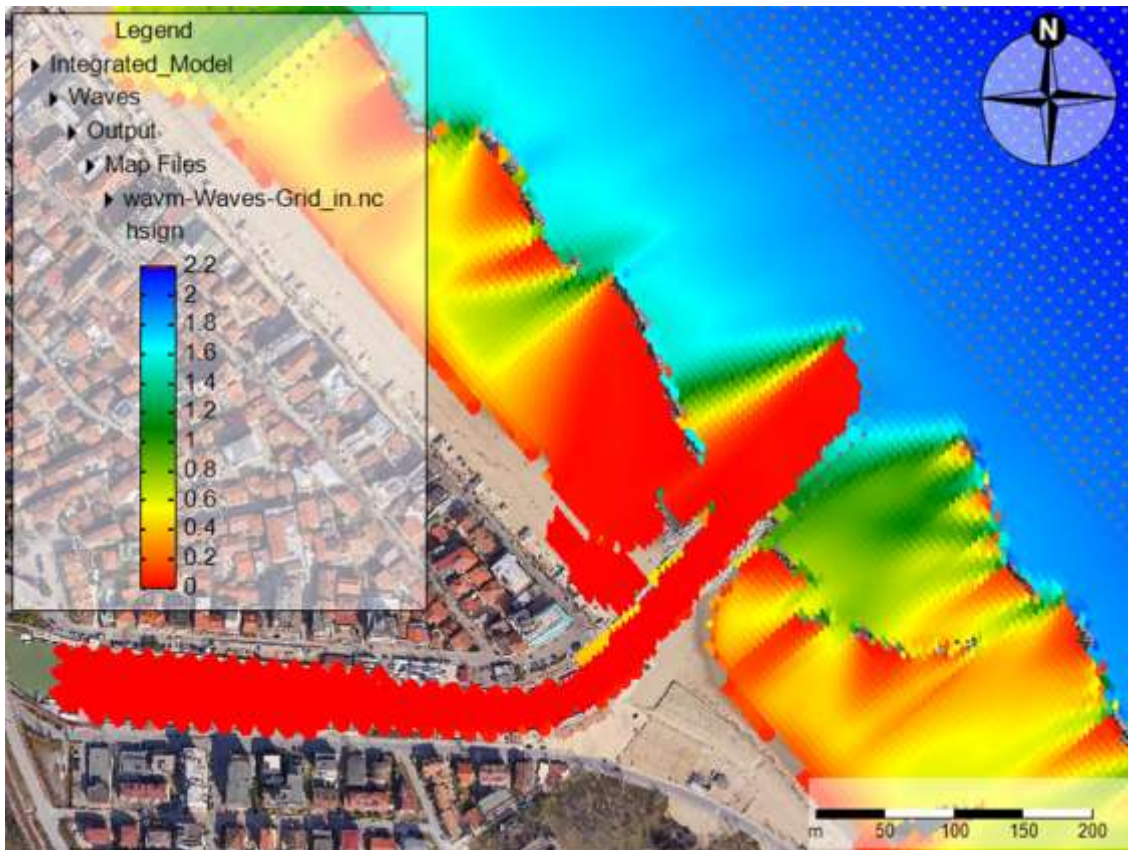 Legend
Integrated_Model
Waves
Output
Map Files
wavm-Waves-Grid_in.nc
hsign
2.2
2
1.8
1.6
1.4
1.2
1
0.8
0.6
0.4
0.2
0
N
m 50 100 150 200